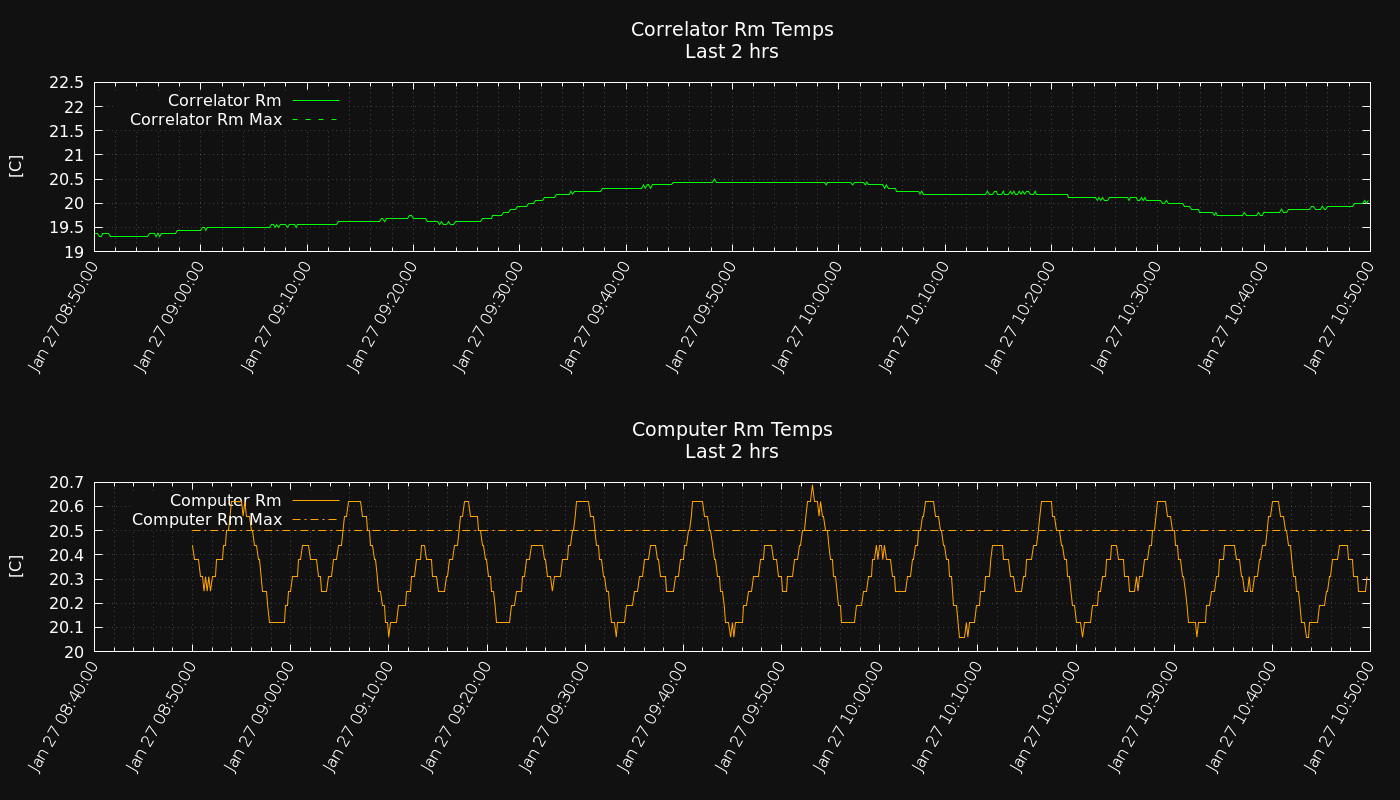 Correlator Rm Temps
Last 2 hrs
22.5
22
21.5
21
20.5
20
19.5
19
[C]
Correlator Rm
Correlator Rm Max
Jan 27 08:50:00
Jan 27 09:00:00
Jan 27 09:10:00
Jan 27 09:20:00
Jan 27 09:30:00
Jan 27 09:40:00
Jan 27 09:50:00
Jan 27 10:00:00
Jan 27 10:10:00
Jan 27 10:20:00
Jan 27 10:30:00
Jan 27 10:40:00
Jan 27 10:50:00
Computer Rm Temps
Last 2 hrs
20.7
20.6
20.5
20.4
20.3
20.2
20.1
20
[C]
Computer Rm
Computer Rm Max
Jan 27 08:40:00
Jan 27 08:50:00
Jan 27 09:00:00
Jan 27 09:10:00
Jan 27 09:20:00
Jan 27 09:30:00
Jan 27 09:40:00
Jan 27 09:50:00
Jan 27 10:00:00
Jan 27 10:10:00
Jan 27 10:20:00
Jan 27 10:30:00
Jan 27 10:40:00
Jan 27 10:50:00